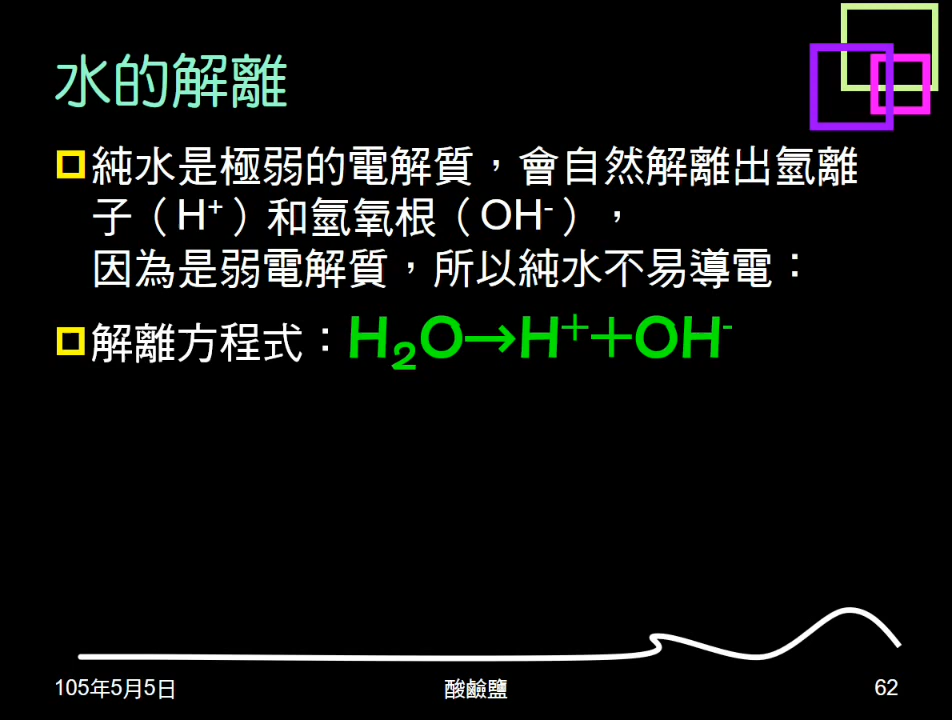 水的解離
純水是極弱的電解質，會自然解離出氫離
子（H⁺）和氫氧根（OH⁻），
因為是弱電解質，所以純水不易導電：
解離方程式：H₂O→H⁺＋OH⁻
105年5月5日
酸鹼鹽
62